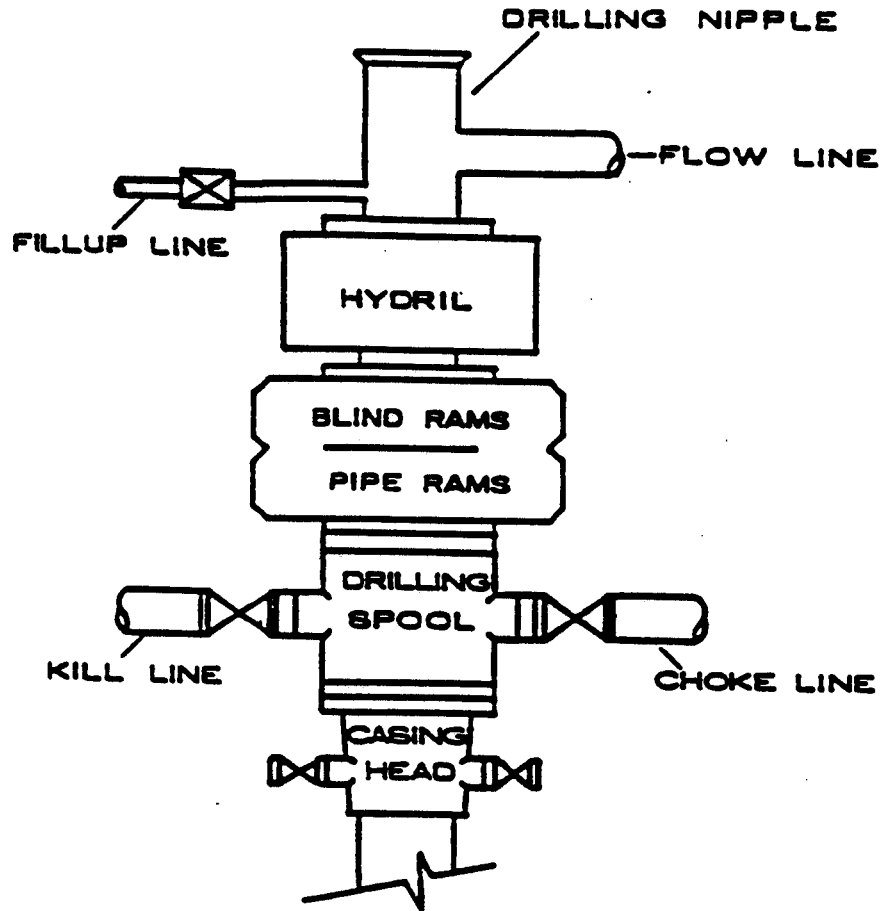 DRILLING NIPPLE
FLOW LINE
FILLUP LINE
HYDRIL
BLIND RAMS
PIPE RAMS
DRILLING
SPOOL
KILL LINE
CHOKE LINE
CASING
HEAD